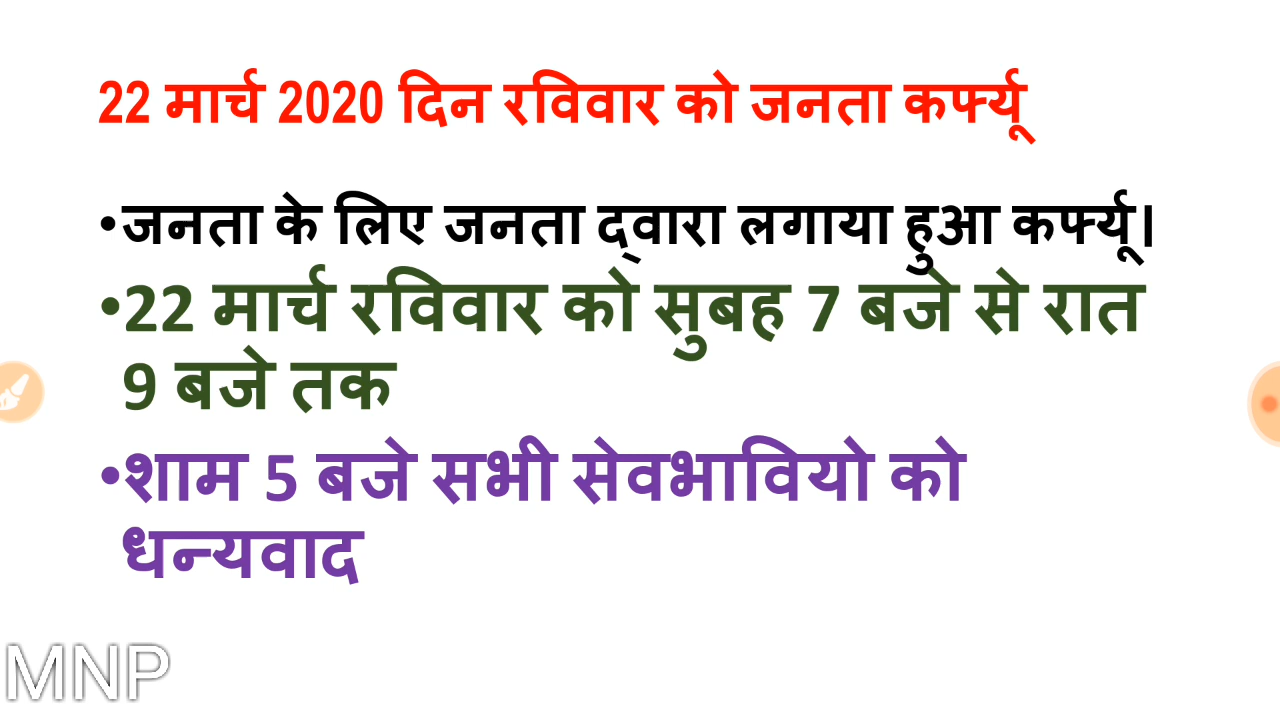 22 मार्च 2020 दिन रविवार को जनता कर्फ्यू
•जनता के लिए जनता द्वारा लगाया हुआ कर्फ्यू।
•22 मार्च रविवार को सुबह 7 बजे से रात
9 बजे तक
•शाम 5 बजे सभी सेवभावियो को
धन्यवाद
MNP